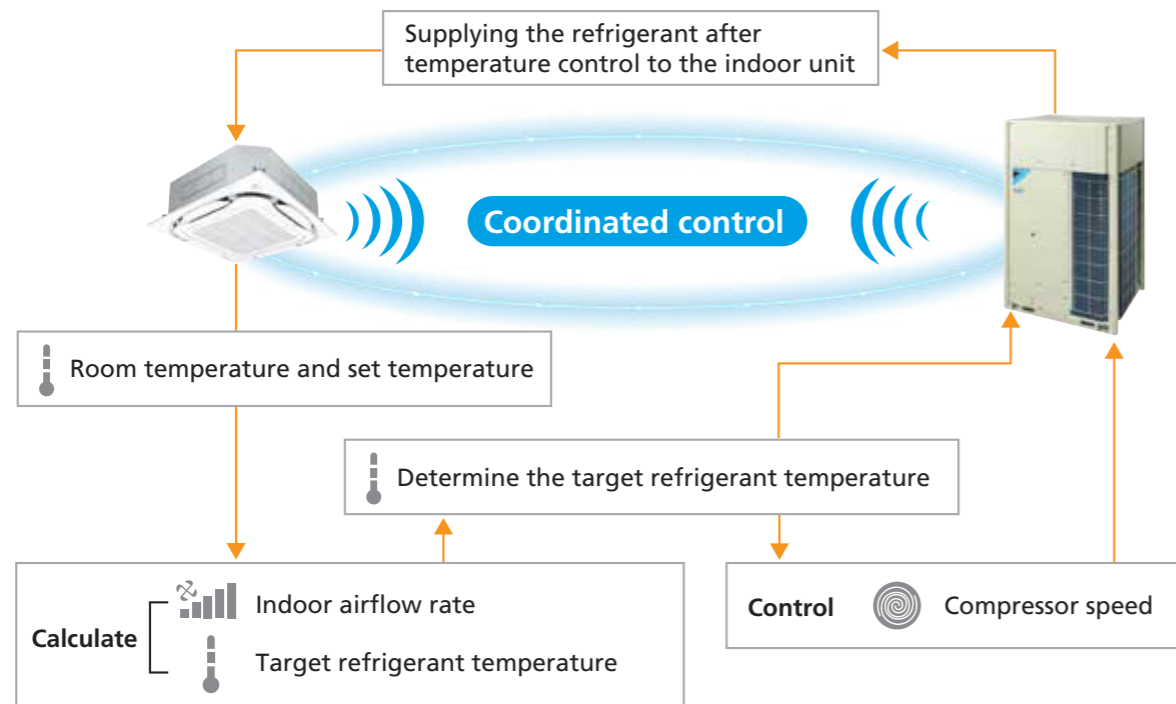 Supplying the refrigerant after
temperature control to the indoor unit
Coordinated control
Room temperature and set temperature
Determine the target refrigerant temperature
Calculate
Indoor airflow rate
Target refrigerant temperature
Control
Compressor speed